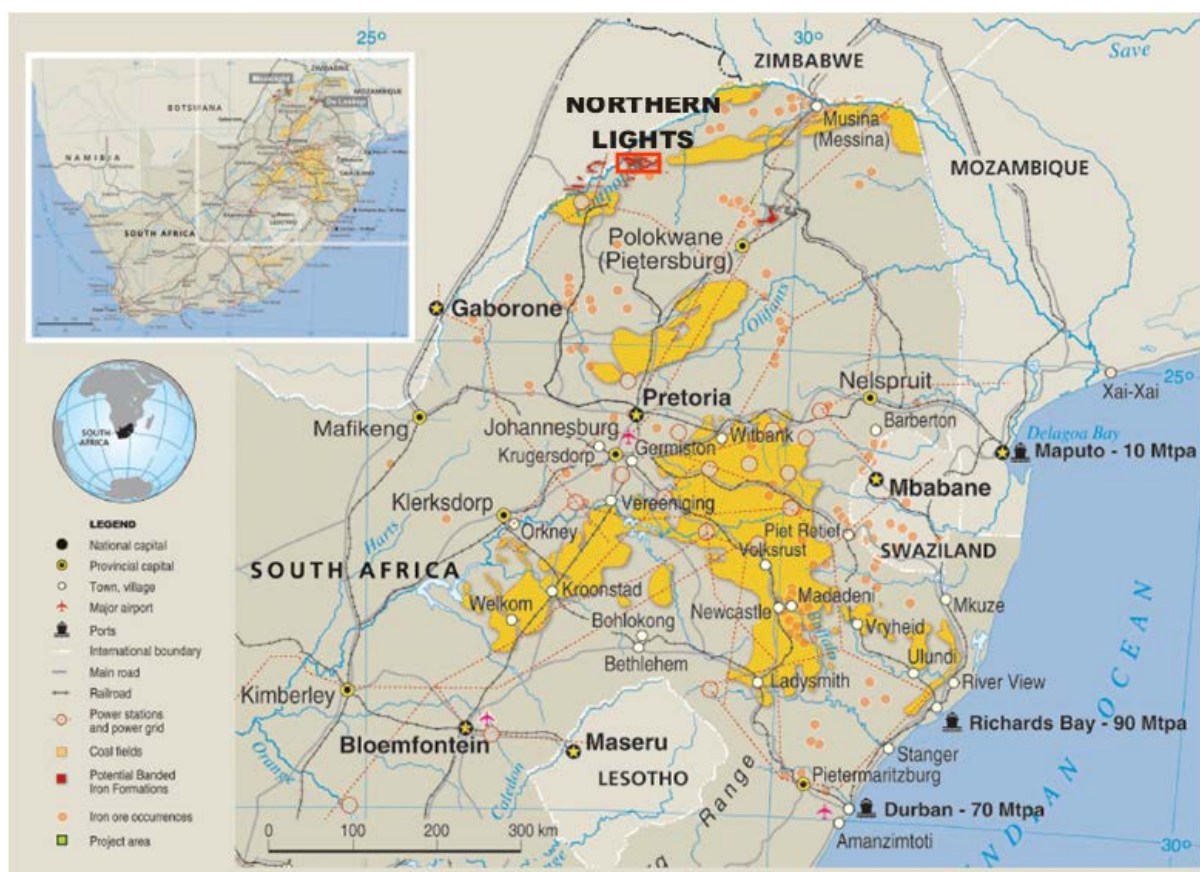 25°
30°
Save
ZIMBABWE
NORTHERN
LIGHTS
Musina
(Messina)
MOZAMBIQUE
ZIMBABWE
MOZAMBIQUE
BOTSWANA
NAMIBIA
SOUTH AFRICA
LESOTHO
Polokwane
(Pietersburg)
Gaborone
Olifants
25°
Xai-Xai
Nelspruit
Pretoria
Mafikeng
Johannesburg
Witbank
Barberton
Delagoa Bay
Krugersdorp
Germiston
Maputo - 10 Mtpa
SOUTH
AFRICA
Klerksdorp
Vereeniging
Mbabane
Orkney
Piet Retief
Harts
Volksrust
SWAZILAND
SOUTH AFRICA
Kroonstad
Welkom
Newcastle
Madadeni
Mkuze
Buffalo
Vryheid
Bohlokong
Bethlehem
Ulundi
Ladysmith
River View
Kimberley
Richards Bay - 90 Mtpa
Bloemfontein
Maseru
Stanger
Orange
LESOTHO
Caledon
Range
Pietermaritzburg
Durban - 70 Mtpa
Amanzimtoti
INDIAN OCEAN
30°
0 100 200 300 km
LEGEND
National capital
Provincial capital
Town, village
Major airport
Ports
International boundary
Main road
Railroad
Power stations
and power grid
Coal fields
Potential Banded
Iron Formations
Iron ore occurrences
Project area